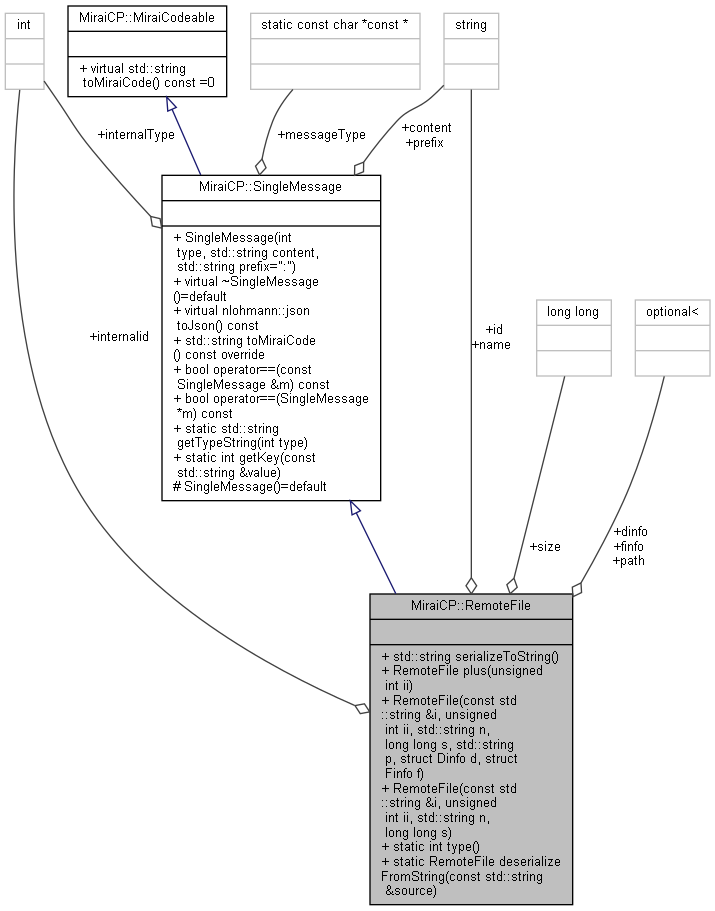 int
MiraiCP::MiraiCodeable
+ virtual std::string
toMiraiCode() const =0
static const char *const *
string
+internalType
+messageType
+content
+prefix
MiraiCP::SingleMessage
+ SingleMessage(int
type, std::string content,
std::string prefix=":")
+ virtual ~SingleMessage
()=default
+ virtual nlohmann::json
toJson() const
+ std::string toMiraiCode
() const override
+ bool operator==(const
SingleMessage &m) const
+ bool operator==(SingleMessage
*m) const
+ static std::string
getTypeString(int type)
+ static int getKey(const
std::string &value)
# SingleMessage()=default
+internalid
+id
+name
long long
optional<
+size
+dinfo
+finfo
+path
MiraiCP::RemoteFile
+ std::string serializeToString()
+ RemoteFile plus(unsigned
int ii)
+ RemoteFile(const std
::string &i, unsigned
int ii, std::string n,
long long s, std::string
p, struct Dinfo d, struct
Finfo f)
+ RemoteFile(const std
::string &i, unsigned
int ii, std::string n,
long long s)
+ static int type()
+ static RemoteFile deserialize
FromString(const std::string
&source)